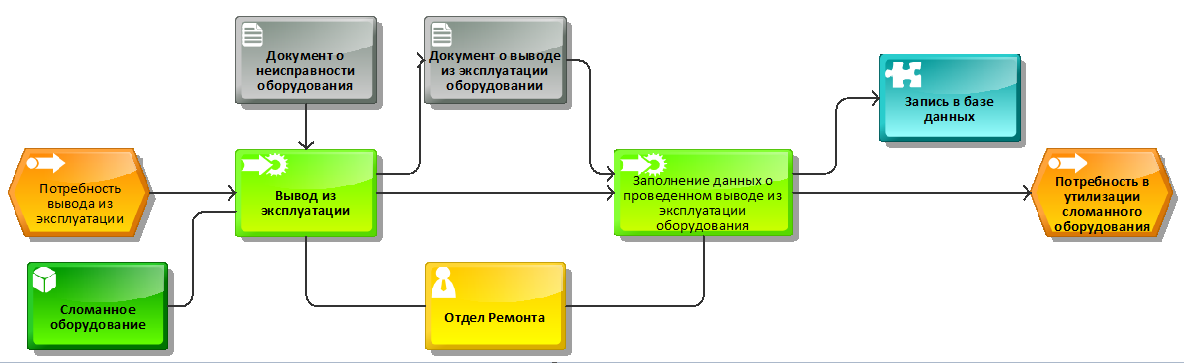 Документ о
неисправности
оборудования
Документ о выводе
из эксплуатации
оборудовании
Запись в базе
данных
Потребность
вывода из
эксплуатации
Вывод из
эксплуатации
Заполнение данных о
проведенном выводе из
эксплуатации
оборудования
Потребность в
утилизации
сломанного
оборудования
Сломанное
оборудование
Отдел Ремонта